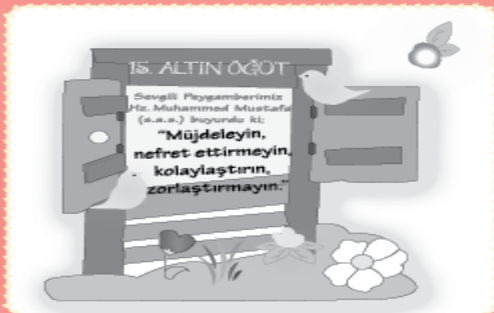 15. ALTIN ÖĞÜT
Sevgili Peygamberimiz
Hz. Muhammed Mustafa
(s.a.s.) buyurdu ki;
“Müjdeleyin,
nefret ettirmeyin,
kolaylaştırın,
zorlaştırmayın.”